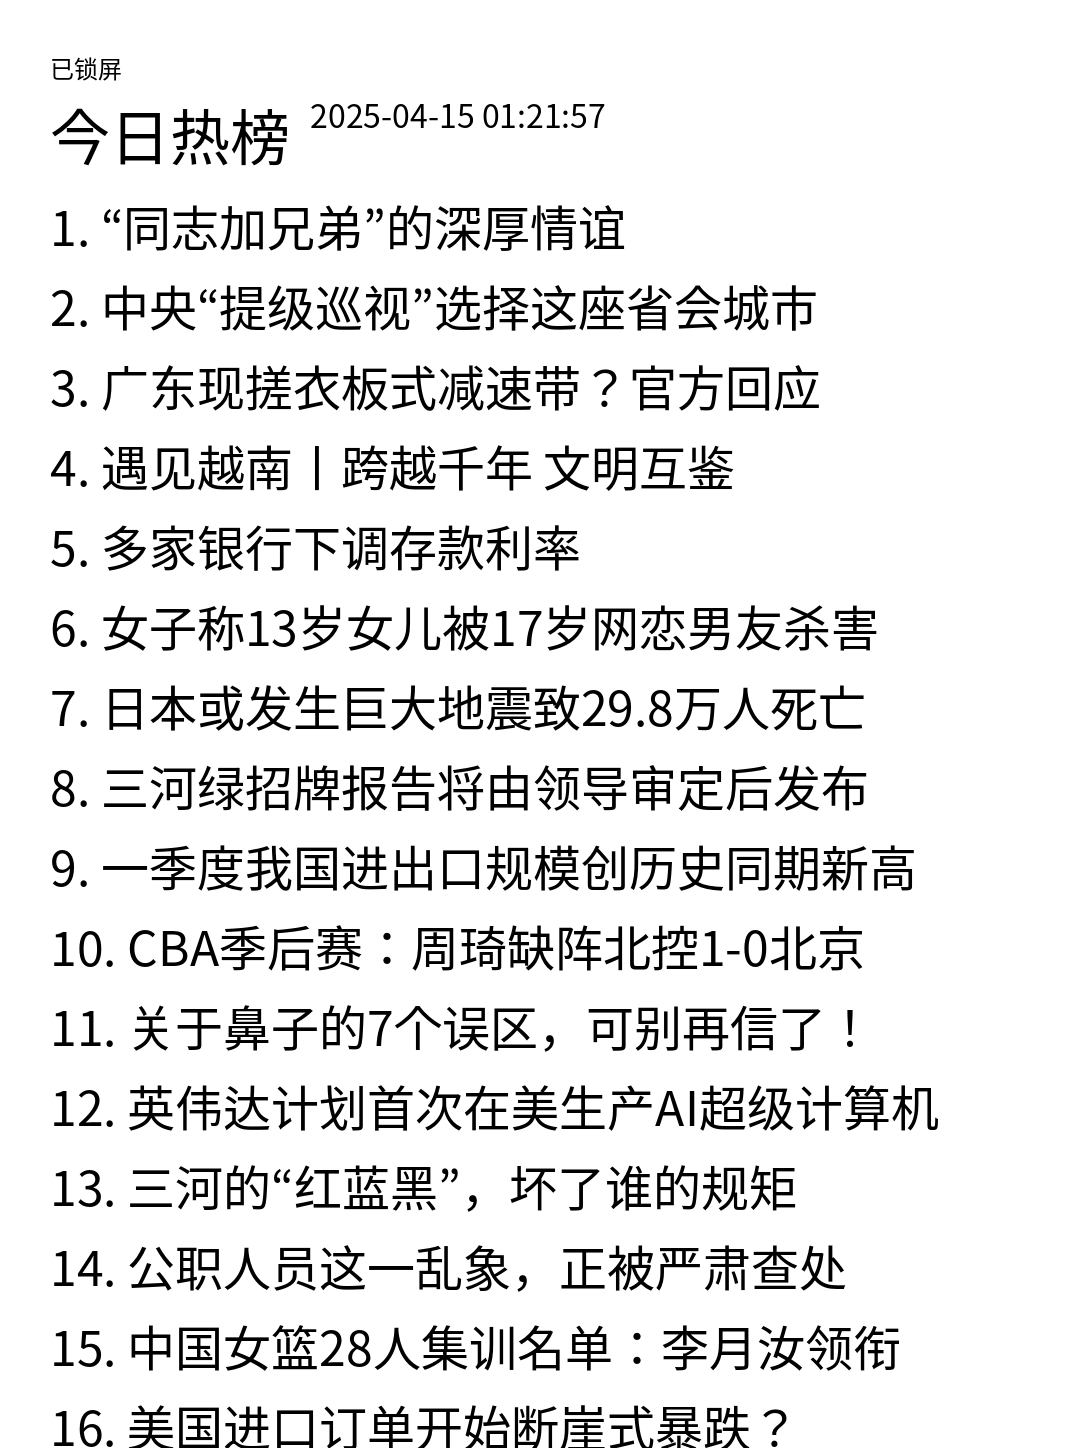 已锁屏
今日热榜 2025-04-15 01:21:57
1. “同志加兄弟”的深厚情谊
2. 中央“提级巡视”选择这座省会城市
3. 广东现搓衣板式减速带？官方回应
4. 遇见越南丨跨越千年 文明互鉴
5. 多家银行下调存款利率
6. 女子称13岁女儿被17岁网恋男友杀害
7. 日本或发生巨大地震致29.8万人死亡
8. 三河绿招牌报告将由领导审定后发布
9. 一季度我国进出口规模创历史同期新高
10. CBA季后赛：周琦缺阵北控1-0北京
11. 关于鼻子的7个误区，可别再信了！
12. 英伟达计划首次在美生产AI超级计算机
13. 三河的“红蓝黑”，坏了谁的规矩
14. 公职人员这一乱象，正被严肃查处
15. 中国女篮28人集训名单：李月汝领衔
16. 美国进口订单开始断崖式暴跌？